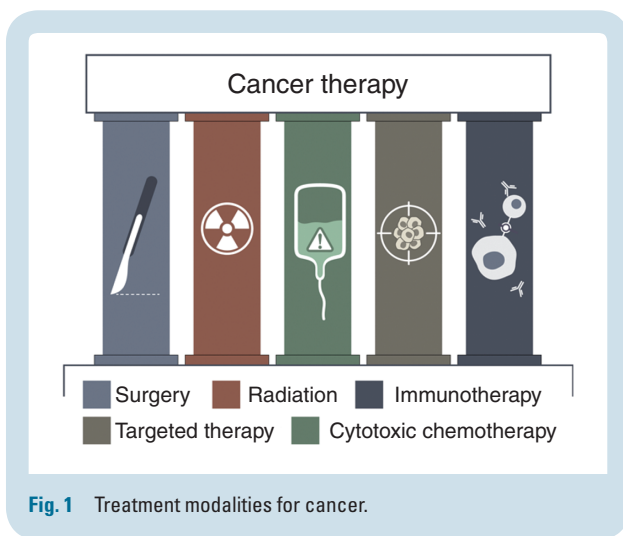 Cancer therapy
Surgery Radiation Immunotherapy
Targeted therapy Cytotoxic chemotherapy
Fig. 1 Treatment modalities for cancer.